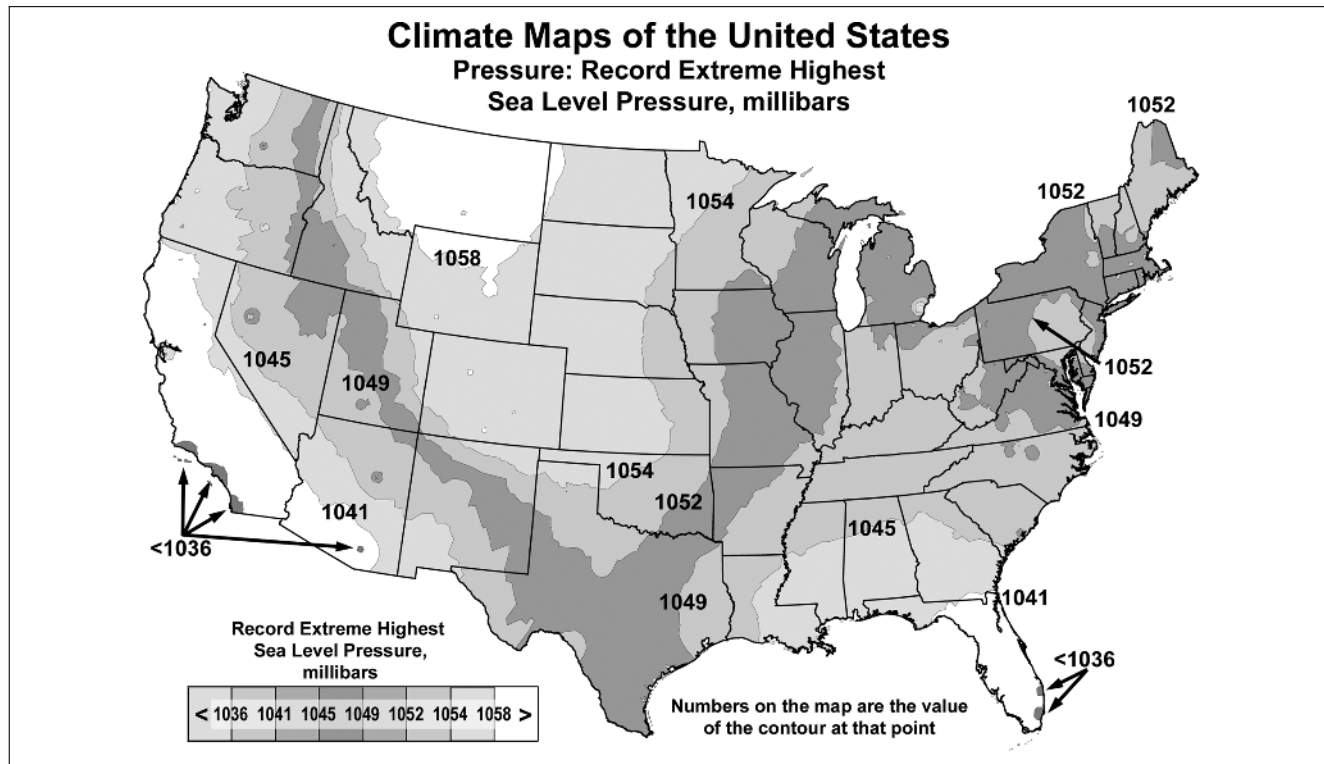 Climate Maps of the United States
Pressure: Record Extreme Highest
Sea Level Pressure, millibars
1052
1052
1054
1058
1045
1049
1052
1049
1054
1052
1041
1045
<1036
1049
1041
<1036
Record Extreme Highest
Sea Level Pressure,
millibars
< 1036 1041 1045 1049 1052 1054 1058 >
Numbers on the map are the value
of the contour at that point